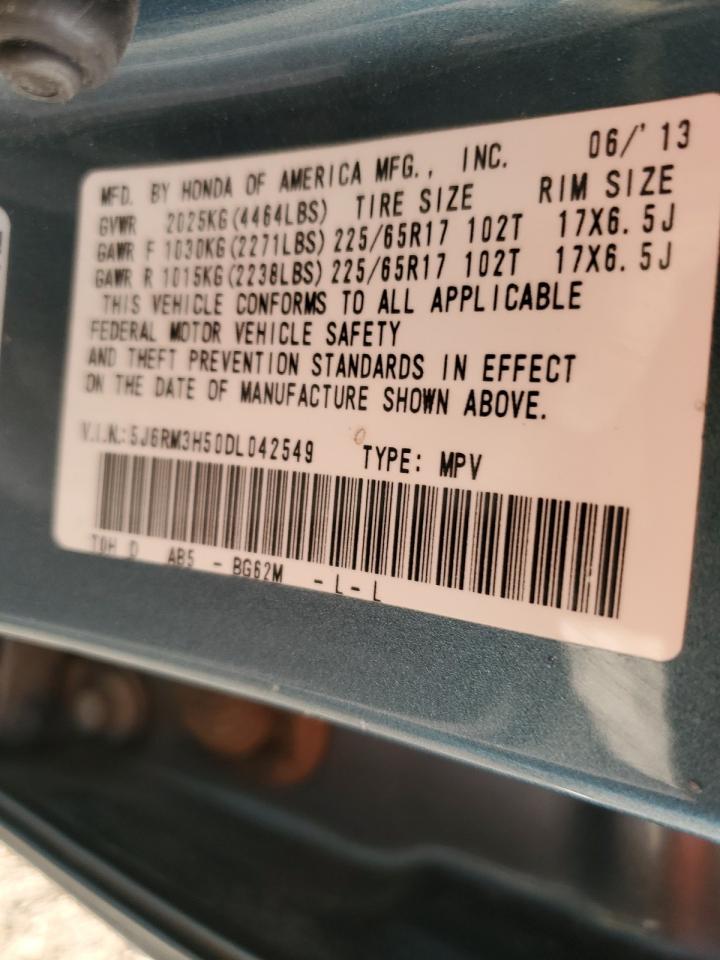 06/'13
MFD. BY HONDA OF AMERICA MFG., INC.
GVWR 2025KG(4464LBS) TIRE SIZE RIM SIZE
GAWR F 1030KG(2271LBS) 225/65R17 102T 17X6.5J
GAWR R 1015KG(2238LBS) 225/65R17 102T 17X6.5J
THIS VEHICLE CONFORMS TO ALL APPLICABLE
FEDERAL MOTOR VEHICLE SAFETY
AND THEFT PREVENTION STANDARDS IN EFFECT
ON THE DATE OF MANUFACTURE SHOWN ABOVE.
V.I.N.: 5J6RM3H50DL042549 TYPE: MPV
T0H D AB5 - BG62M - L - L